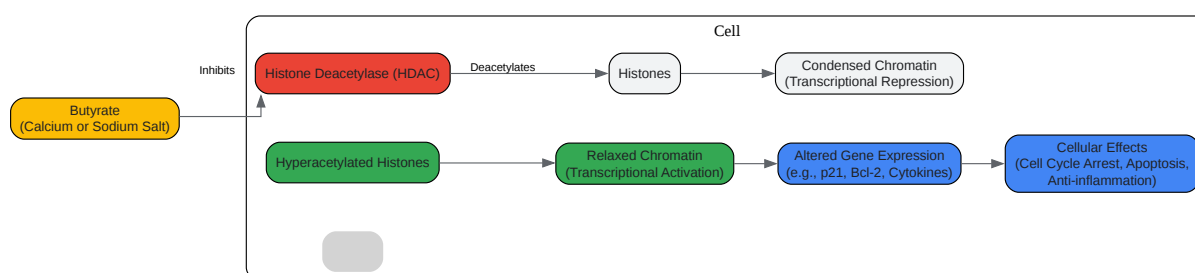 Cell
Inhibits
Histone Deacetylase (HDAC)
Deacetylates
Histones
Condensed Chromatin
(Transcriptional Repression)
Butyrate
(Calcium or Sodium Salt)
Hyperacetylated Histones
Relaxed Chromatin
(Transcriptional Activation)
Altered Gene Expression
(e.g., p21, Bcl-2, Cytokines)
Cellular Effects
(Cell Cycle Arrest, Apoptosis,
Anti-inflammation)